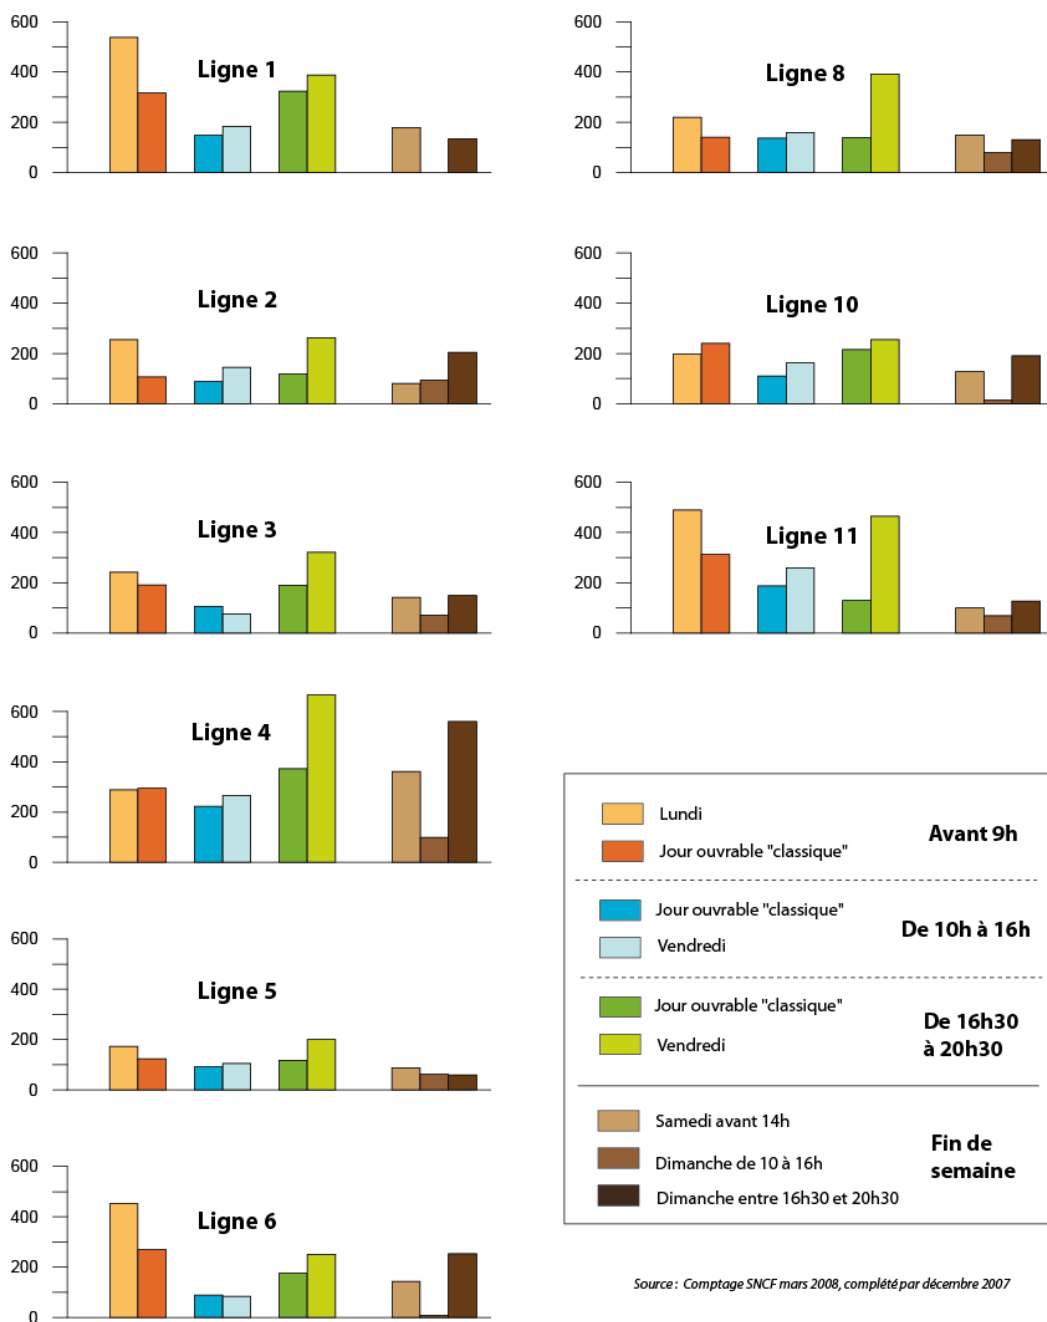 600
400
200
0
Ligne 1
600
400
200
0
Ligne 2
600
400
200
0
Ligne 3
600
400
200
0
Ligne 4
600
400
200
0
Ligne 5
600
400
200
0
Ligne 6
600
400
200
0
Ligne 8
600
400
200
0
Ligne 10
600
400
200
0
Ligne 11
Lundi
Jour ouvrable "classique"
Avant 9h
Jour ouvrable "classique"
Vendredi
De 10h à 16h
Jour ouvrable "classique"
Vendredi
De 16h30
à 20h30
Samedi avant 14h
Dimanche de 10 à 16h
Dimanche entre 16h30 et 20h30
Fin de
semaine
Source : Comptage SNCF mars 2008, complété par décembre 2007